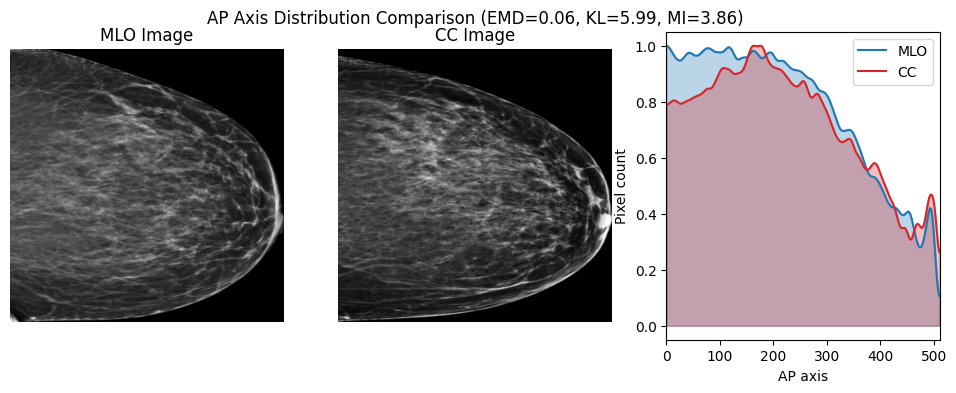 AP Axis Distribution Comparison (EMD=0.06, KL=5.99, MI=3.86)
MLO Image
CC Image
MLO
CC
1.0
0.8
0.6
0.4
0.2
0.0
Pixel count
0 100 200 300 400 500
AP axis